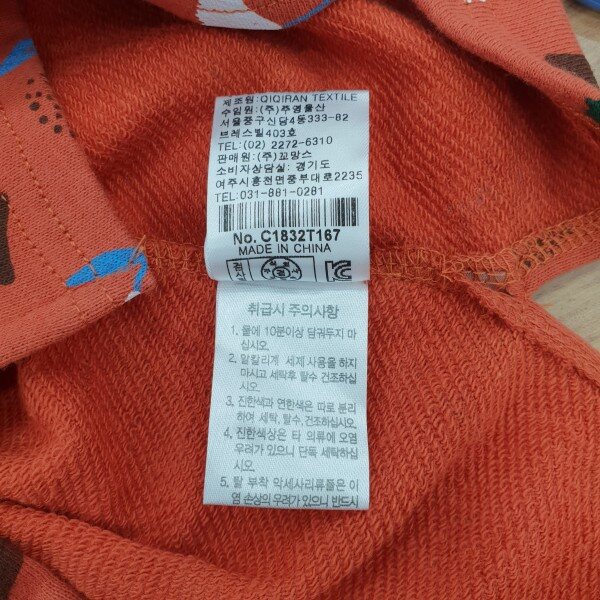 제조원: QIQIRAN TEXTILE
수입원: (주)주영물산
서울중구신당4동333-82
브레스빌403호
TEL: (02) 2272-6310
판매원: (주)꼬망스
소비자상담실: 경기도
여주시흥천면중부대로2235
TEL: 031-881-0281
No. C1832T167
MADE IN CHINA
취급시 주의사항
1. 물에 10분이상 담궈두지 마
십시오.
2. 알칼리계 세제 사용을 하지
마시고 세탁후 탈수 건조하십
시오.
3. 진한색과 연한색은 따로 분리
하여 세탁, 탈수, 건조하십시오.
4. 진한색상은 타 의류에 오염
우려가 있으니 단독 세탁하십
시오.
5. 탈 부착 악세사리류품은 이
염 손상의 우려가 있으니 반드시